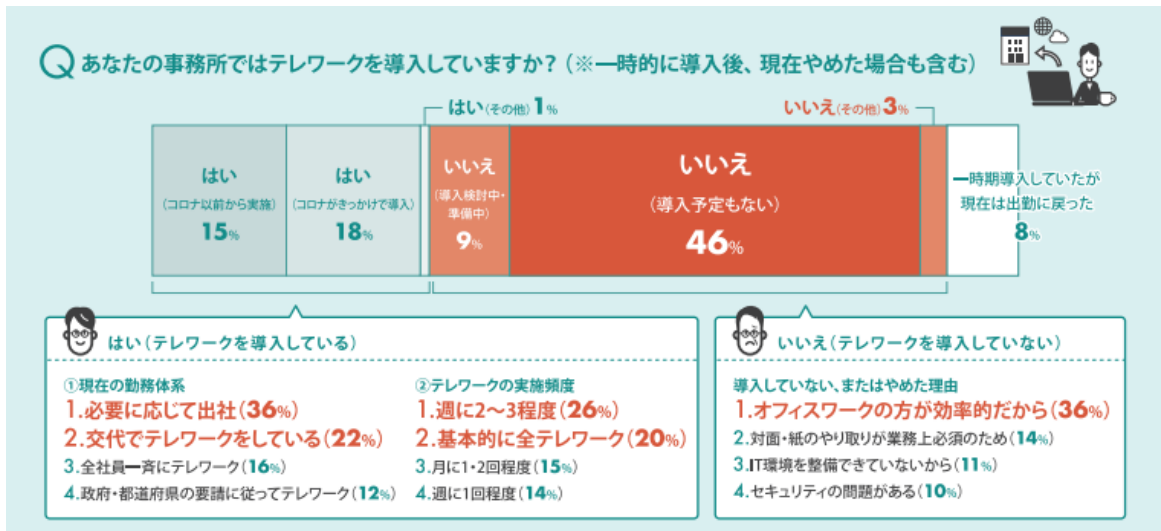 Q あなたの事務所ではテレワークを導入していますか？（※一時的に導入後、現在やめた場合も含む）
はい(その他)1%
いいえ(その他)3%
はい
（コロナ以前から実施）
15%
はい
（コロナがきっかけで導入）
18%
いいえ
（導入検討中・
準備中）
9%
いいえ
（導入予定もない）
46%
一時期導入していたが
現在は出勤に戻った
8%
はい（テレワークを導入している）
①現在の勤務体系
1.必要に応じて出社（36%）
2.交代でテレワークをしている（22%）
3.全社員一斉にテレワーク（16%）
4.政府・都道府県の要請に従ってテレワーク（12%）
②テレワークの実施頻度
1.週に2〜3程度（26%）
2.基本的に全テレワーク（20%）
3.月に1・2回程度（15%）
4.週に1回程度（14%）
いいえ（テレワークを導入していない）
導入していない、またはやめた理由
1.オフィスワークの方が効率的だから（36%）
2.対面・紙のやり取りが業務上必須のため（14%）
3.IT環境を整備できていないから（11%）
4.セキュリティの問題がある（10%）